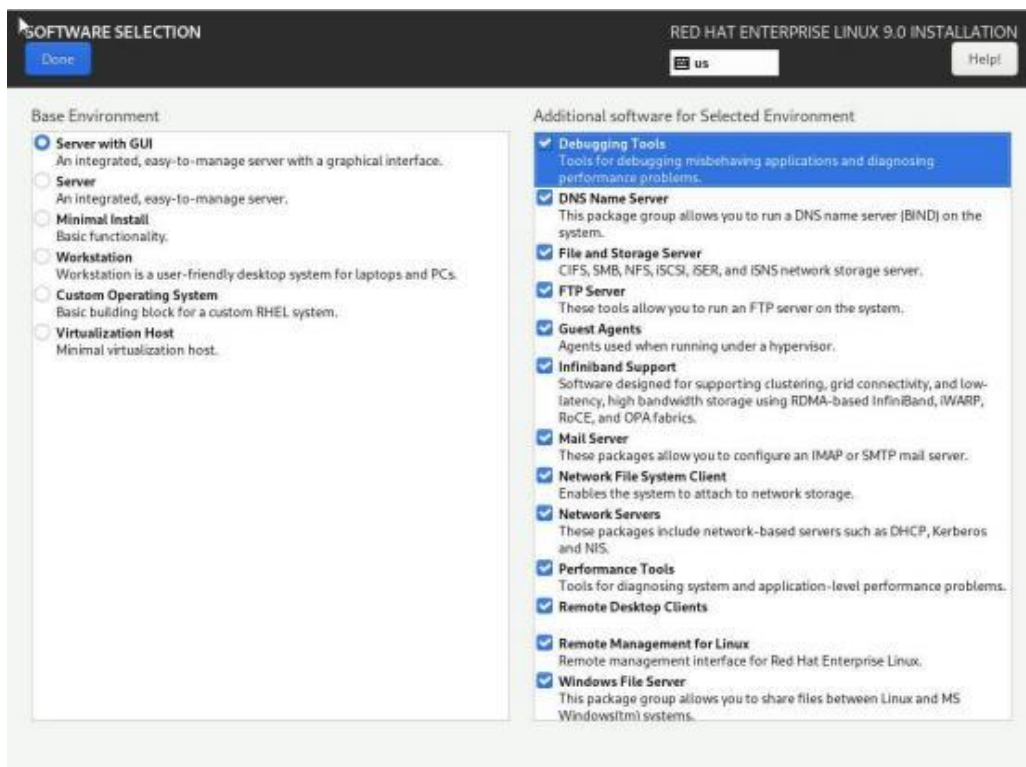 SOFTWARE SELECTION
Done
RED HAT ENTERPRISE LINUX 9.0 INSTALLATION
us
Help!
Base Environment
Server with GUI
An integrated, easy-to-manage server with a graphical interface.
Server
An integrated, easy-to-manage server.
Minimal Install
Basic functionality.
Workstation
Workstation is a user-friendly desktop system for laptops and PCs.
Custom Operating System
Basic building block for a custom RHEL system.
Virtualization Host
Minimal virtualization host.
Additional software for Selected Environment
Debugging Tools
Tools for debugging misbehaving applications and diagnosing
performance problems.
DNS Name Server
This package group allows you to run a DNS name server (BIND) on the
system.
File and Storage Server
CIFS, SMB, NFS, iSCSI, iSER, and iSNS network storage server.
FTP Server
These tools allow you to run an FTP server on the system.
Guest Agents
Agents used when running under a hypervisor.
Infiniband Support
Software designed for supporting clustering, grid connectivity, and low-
latency, high bandwidth storage using RDMA-based InfiniBand, iWARP,
RoCE, and OPA fabrics.
Mail Server
These packages allow you to configure an IMAP or SMTP mail server.
Network File System Client
Enables the system to attach to network storage.
Network Servers
These packages include network-based servers such as DHCP, Kerberos
and NIS.
Performance Tools
Tools for diagnosing system and application-level performance problems.
Remote Desktop Clients
Remote Management for Linux
Remote management interface for Red Hat Enterprise Linux.
Windows File Server
This package group allows you to share files between Linux and MS
Windows(tm) systems.